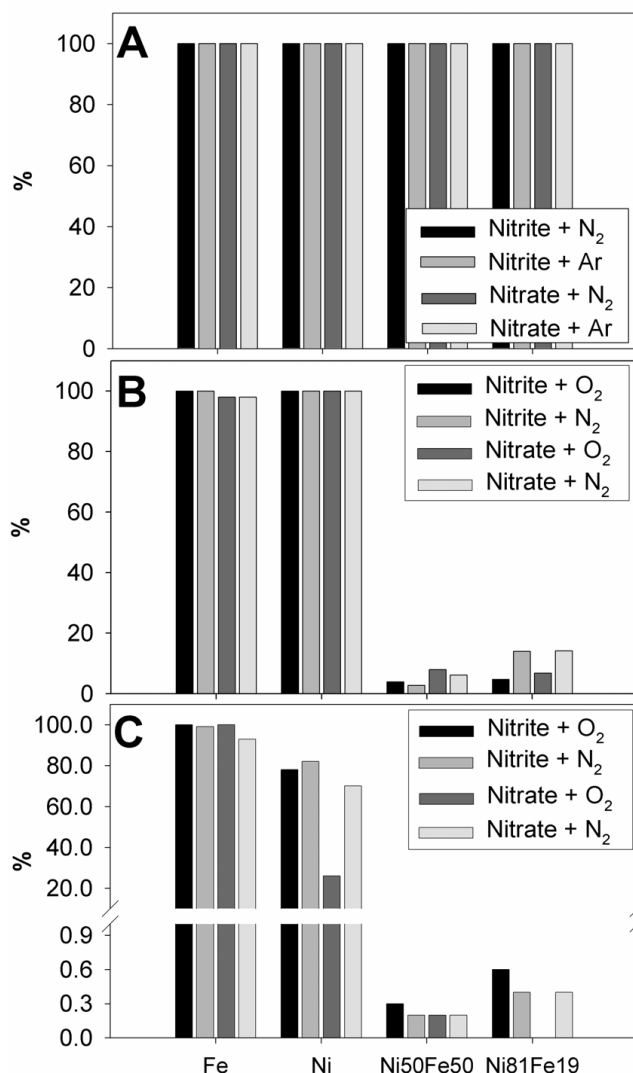 A
100
80
60
40
20
0
%
Nitrite + N₂
Nitrite + Ar
Nitrate + N₂
Nitrate + Ar
B
100
80
60
40
20
0
%
Nitrite + O₂
Nitrite + N₂
Nitrate + O₂
Nitrate + N₂
C
100.0
80.0
60.0
40.0
20.0
0.9
0.6
0.3
0.0
%
Nitrite + O₂
Nitrite + N₂
Nitrate + O₂
Nitrate + N₂
Fe Ni Ni50Fe50 Ni81Fe19